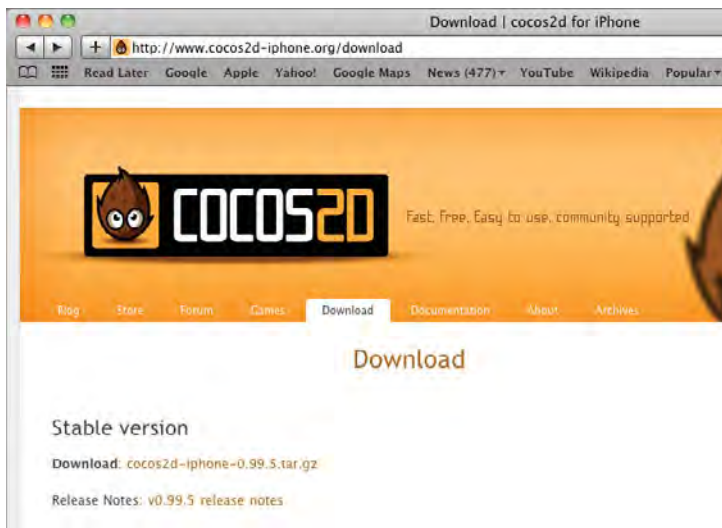 Download | cocos2d for iPhone
http://www.cocos2d-iphone.org/download
Read Later Google Apple Yahoo! Google Maps News (477) YouTube Wikipedia Popular
COCOS2D
Fast, Free, Easy to use, community supported
Blog Store Forum Games Download Documentation About Archives
Download
Stable version
Download: cocos2d-iphone-0.99.5.tar.gz
Release Notes: v0.99.5 release notes